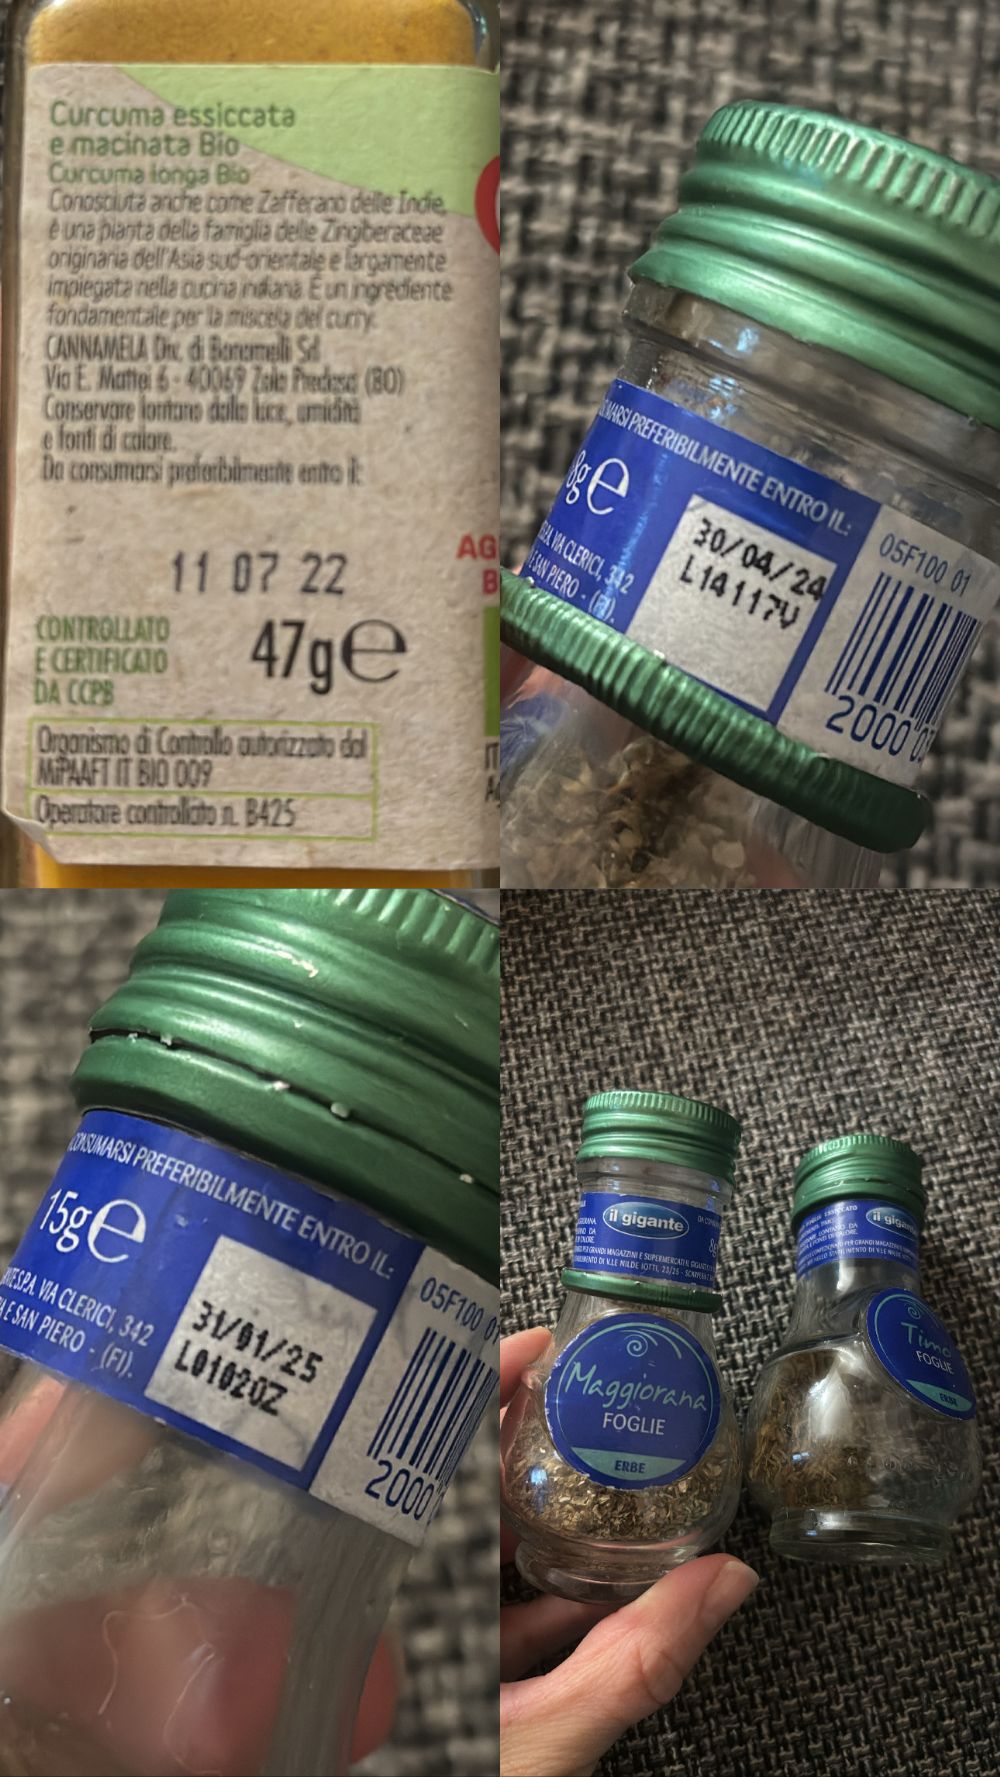 Curcuma essiccata
e macinata Bio
Curcuma longa Bio
Conosciuta anche come Zafferano delle Indie,
è una pianta della famiglia delle Zingiberaceae
originaria dell'Asia sud-orientale e largamente
impiegata nella cucina indiana. È un ingrediente
fondamentale per la miscela del curry.
CANNAMELA Div. di Bonomelli Srl
Via E. Mattei 6 - 40069 Zola Predosa (BO)
Conservare lontano dalla luce, umidità
e fonti di calore.
Da consumarsi preferibilmente entro il:
11 07 22
CONTROLLATO
E CERTIFICATO
DA CCPB
47g e
Organismo di Controllo autorizzato dal
MiPAAFT IT BIO 009
Operatore controllato n. B425
AG
B
PREFERIBILMENTE ENTRO IL:
8g e
VIA CLERICI, 342
E SAN PIERO - (FI).
30/04/24
L14117V
05F100 01
2000
CONSUMARSI PREFERIBILMENTE ENTRO IL:
15g e
S.P.A. VIA CLERICI, 342
E SAN PIERO - (FI).
31/01/25
L01020Z
05F100 01
2000
il gigante
8g
Maggiorana
FOGLIE
ERBE
il gigante
Timo
FOGLIE
ERBE